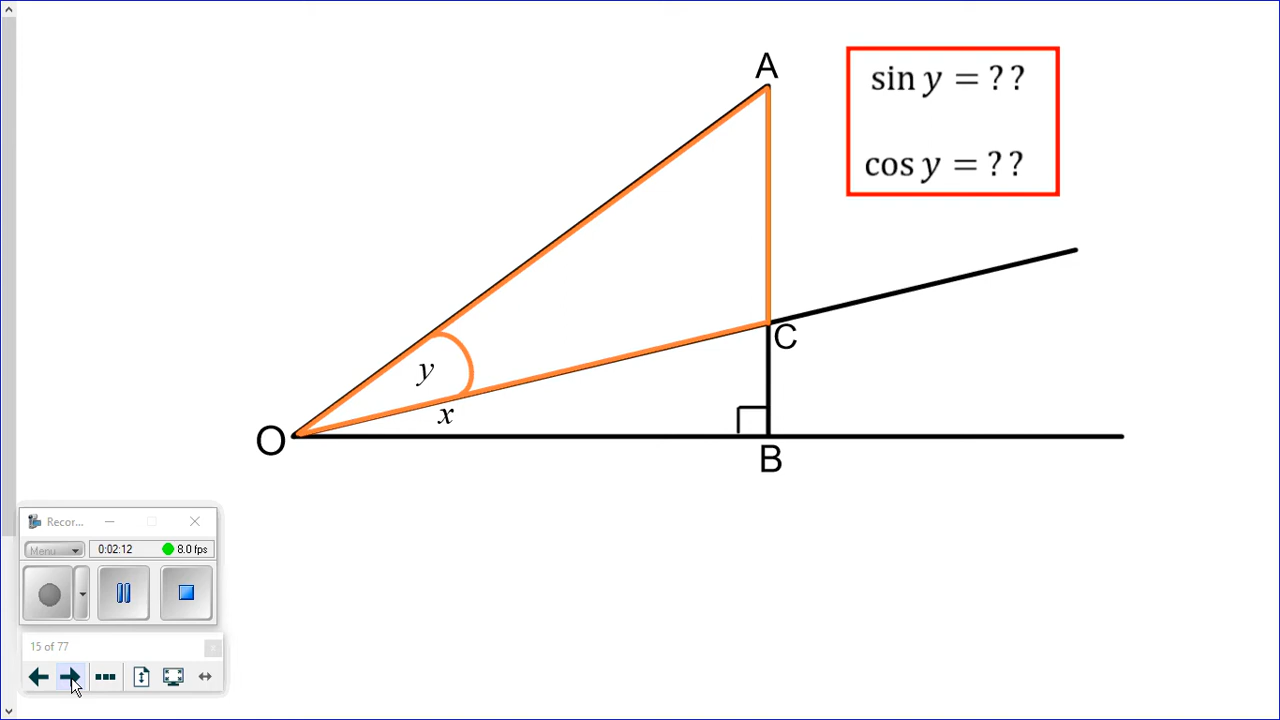 A
sin y = ??
cos y = ??
C
y
x
O
B
Recor...
Menu
0:02:12
8.0 fps
15 of 77